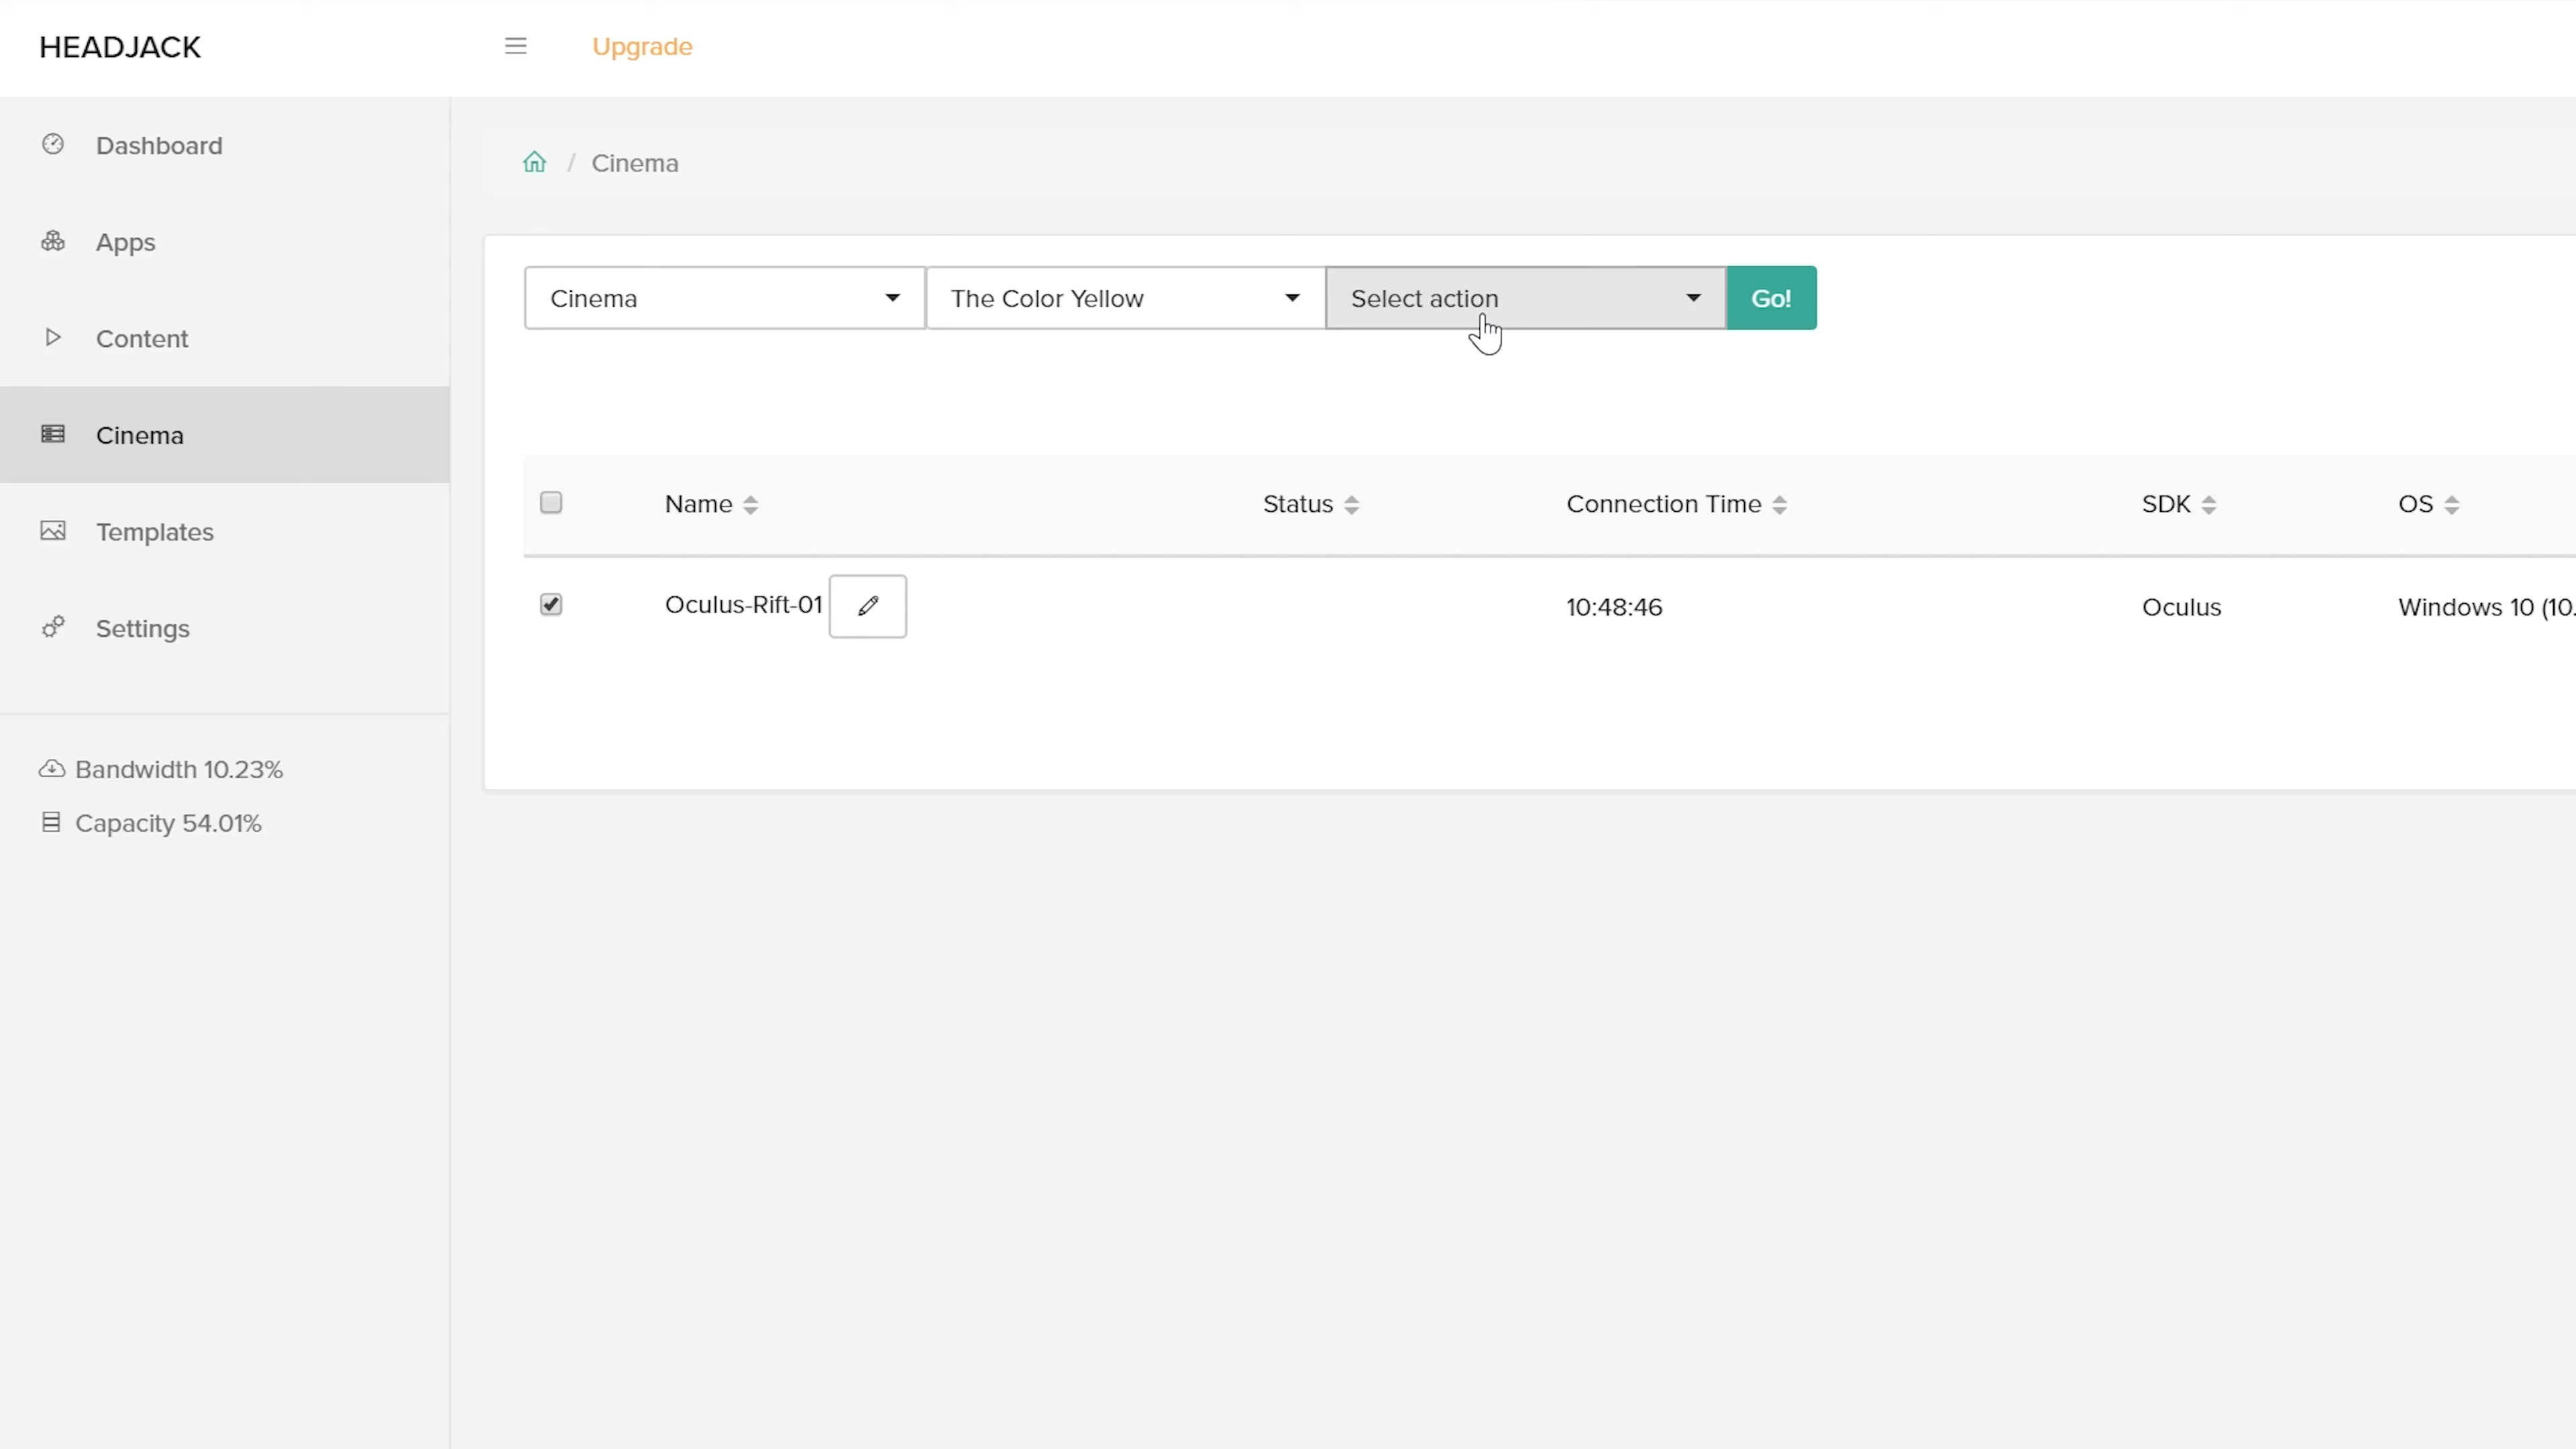 HEADJACK
Upgrade
Dashboard
Apps
Content
Cinema
Templates
Settings
Bandwidth 10.23%
Capacity 54.01%
/ Cinema
Cinema The Color Yellow Select action Go!
Name Status Connection Time SDK OS
Oculus-Rift-01 10:48:46 Oculus Windows 10 (10.